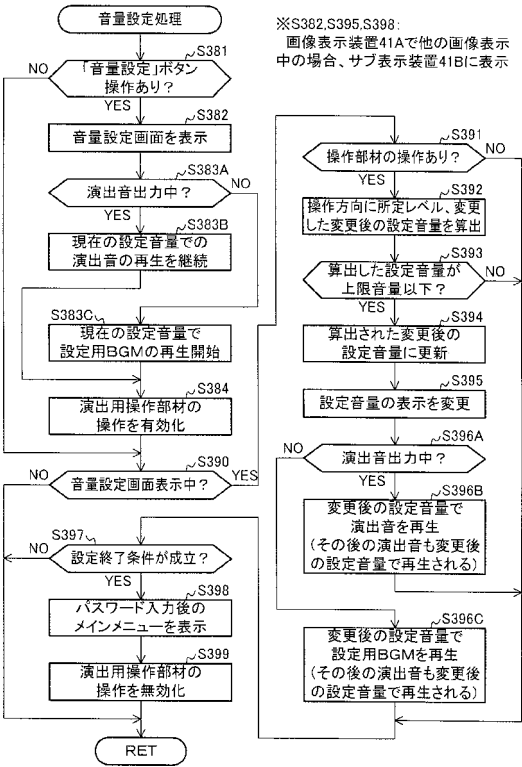 音量設定処理
※S382,S395,S398:
画像表示装置41Aで他の画像表示
中の場合、サブ表示装置41Bに表示
S381
「音量設定」ボタン
操作あり？
NO
YES
S382
音量設定画面を表示
S383A
演出音出力中？
NO
YES
S383B
現在の設定音量での
演出音の再生を継続
S383C
現在の設定音量で
設定用BGMの再生開始
S384
演出用操作部材の
操作を有効化
S390
音量設定画面表示中？
NO
YES
S391
操作部材の操作あり？
NO
YES
S392
操作方向に所定レベル、変更
した変更後の設定音量を算出
S393
算出した設定音量が
上限音量以下？
NO
YES
S394
算出された変更後の
設定音量に更新
S395
設定音量の表示を変更
S396A
演出音出力中？
NO
YES
S396B
変更後の設定音量で
演出音を再生
(その後の演出音も変更後
の設定音量で再生される)
S396C
変更後の設定音量で
設定用BGMを再生
(その後の演出音も変更後
の設定音量で再生される)
S397
設定終了条件が成立？
NO
YES
S398
パスワード入力後の
メインメニューを表示
S399
演出用操作部材の
操作を無効化
RET